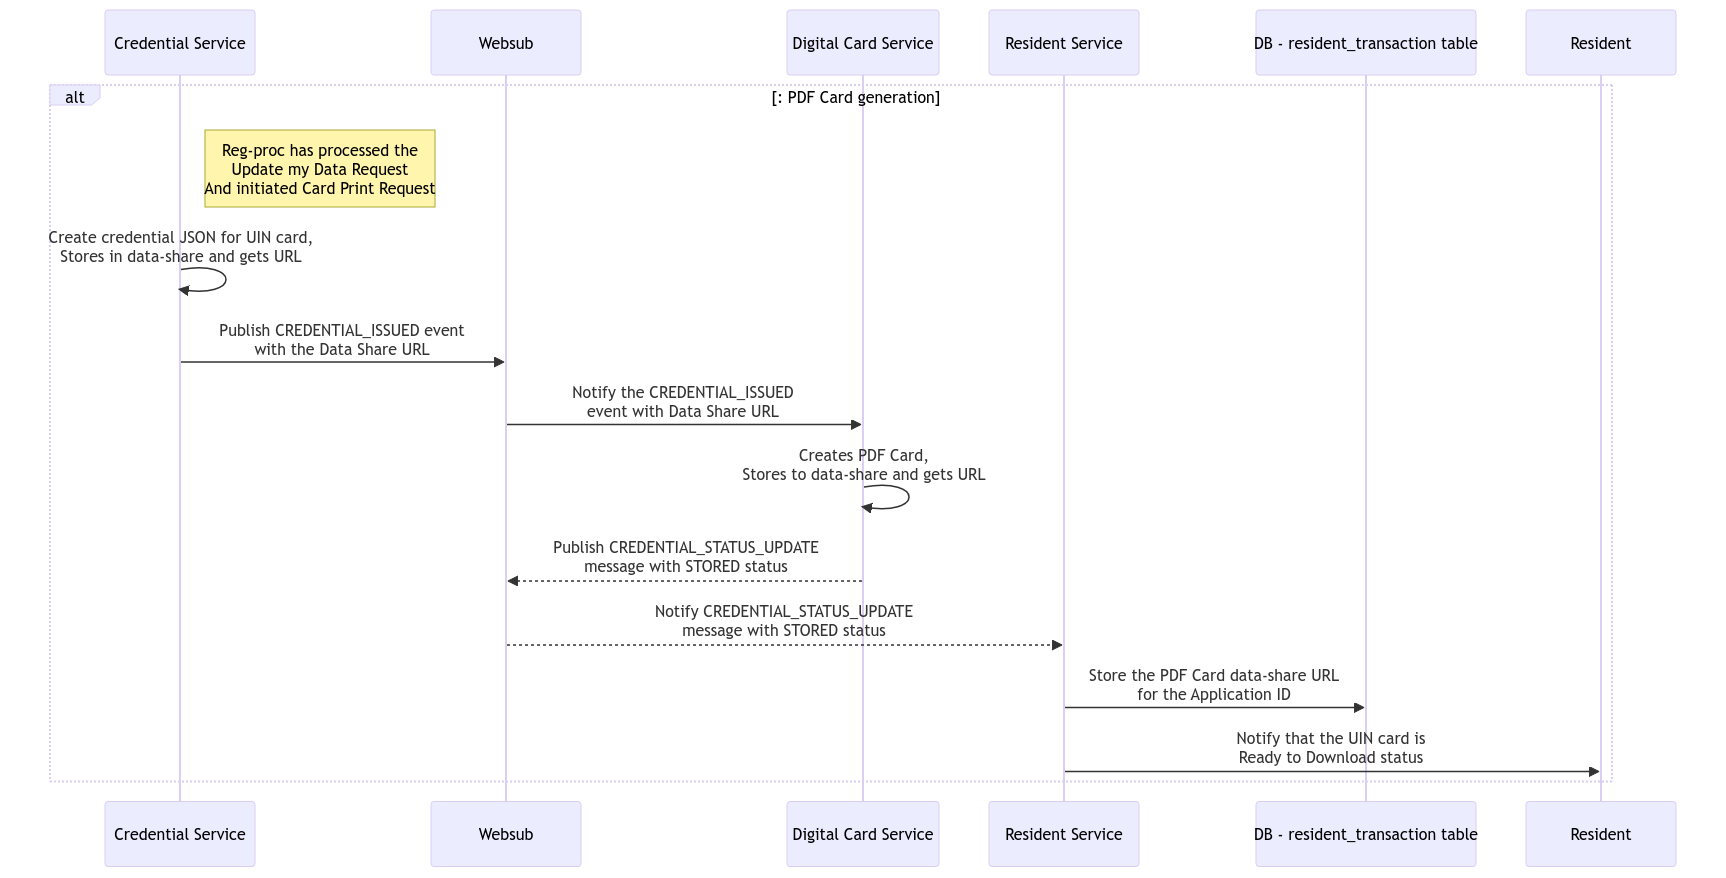 Credential Service
Websub
Digital Card Service
Resident Service
DB - resident_transaction table
Resident
alt
[: PDF Card generation]
Reg-proc has processed the
Update my Data Request
And initiated Card Print Request
Create credential JSON for UIN card,
Stores in data-share and gets URL
Publish CREDENTIAL_ISSUED event
with the Data Share URL
Notify the CREDENTIAL_ISSUED
event with Data Share URL
Creates PDF Card,
Stores to data-share and gets URL
Publish CREDENTIAL_STATUS_UPDATE
message with STORED status
Notify CREDENTIAL_STATUS_UPDATE
message with STORED status
Store the PDF Card data-share URL
for the Application ID
Notify that the UIN card is
Ready to Download status
Credential Service
Websub
Digital Card Service
Resident Service
DB - resident_transaction table
Resident